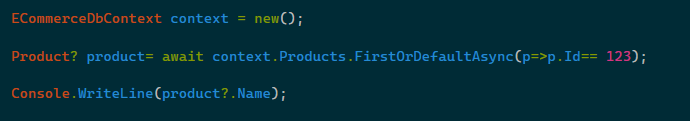 ECommerceDbContext context = new();
Product? product= await context.Products.FirstOrDefaultAsync(p=>p.Id== 123);
Console.WriteLine(product?.Name);